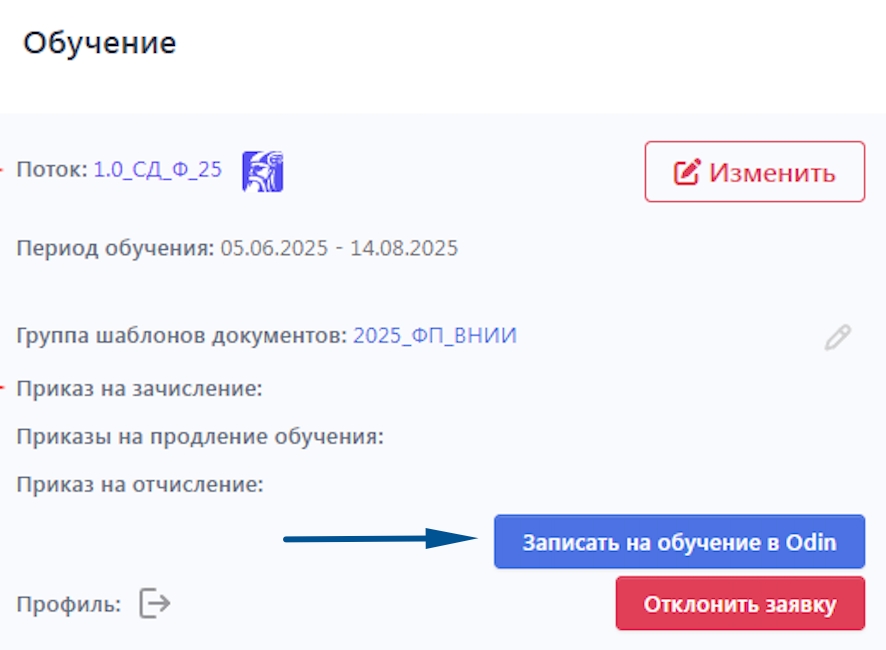 Обучение
Поток: 1.0_СД_Ф_25
Изменить
Период обучения: 05.06.2025 - 14.08.2025
Группа шаблонов документов: 2025_ФП_ВНИИ
Приказ на зачисление:
Приказы на продление обучения:
Приказ на отчисление:
Записать на обучение в Odin
Профиль:
Отклонить заявку